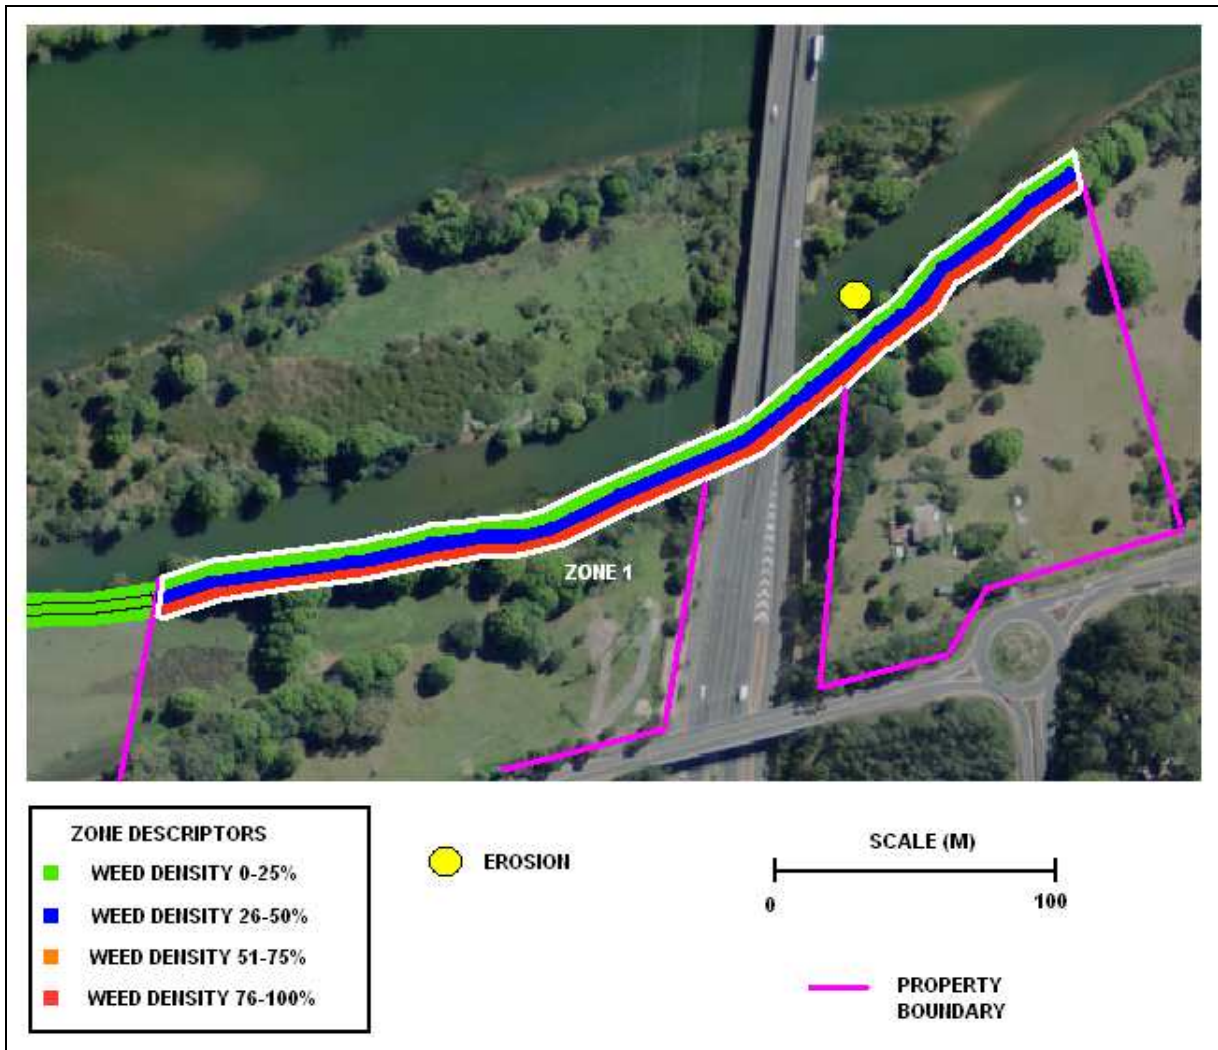 ZONE 1
ZONE DESCRIPTORS
WEED DENSITY 0-25%
WEED DENSITY 26-50%
WEED DENSITY 51-75%
WEED DENSITY 76-100%
EROSION
SCALE (M)
0 100
PROPERTY
BOUNDARY